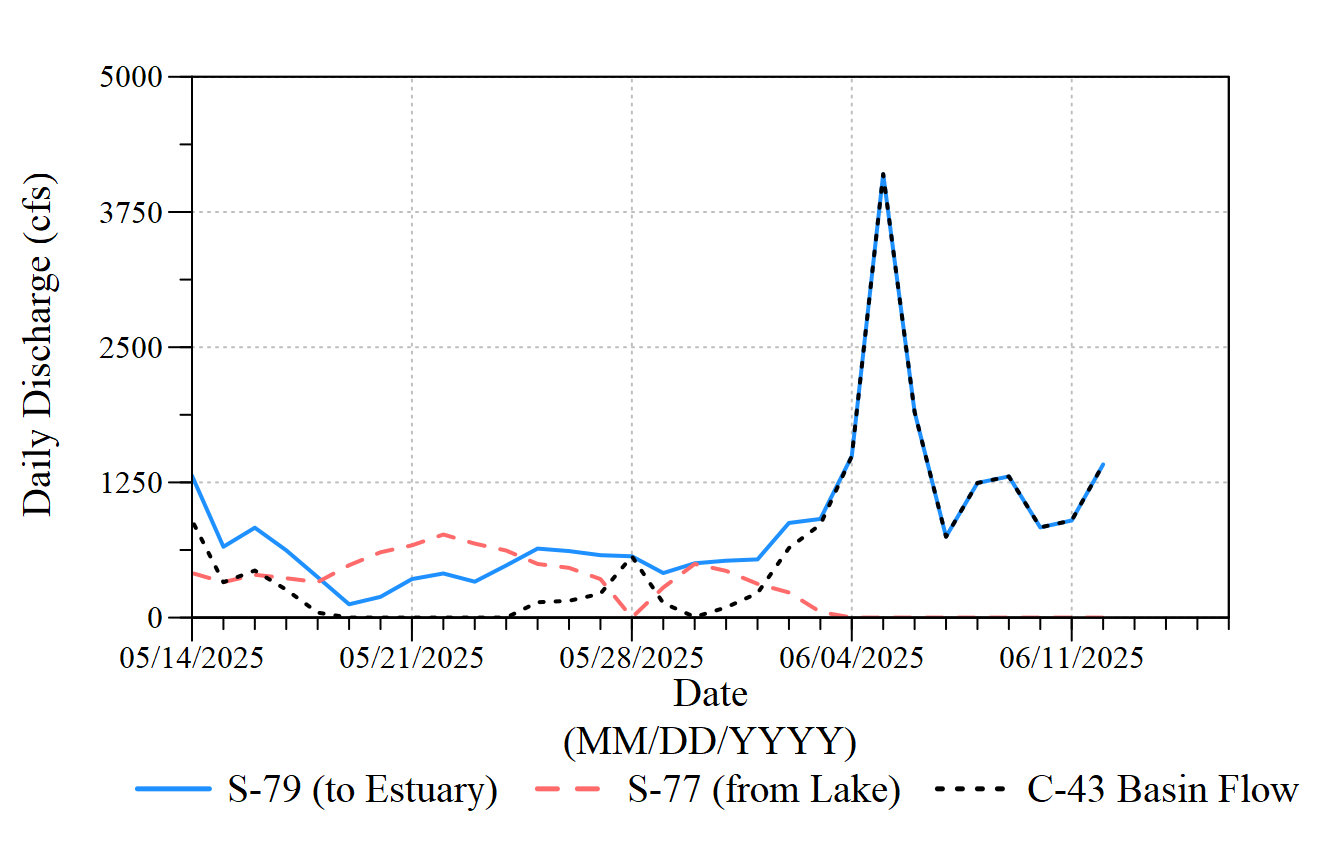 5000
3750
2500
1250
0
Daily Discharge (cfs)
05/14/2025 05/21/2025 05/28/2025 06/04/2025 06/11/2025
Date
(MM/DD/YYYY)
S-79 (to Estuary) S-77 (from Lake) C-43 Basin Flow